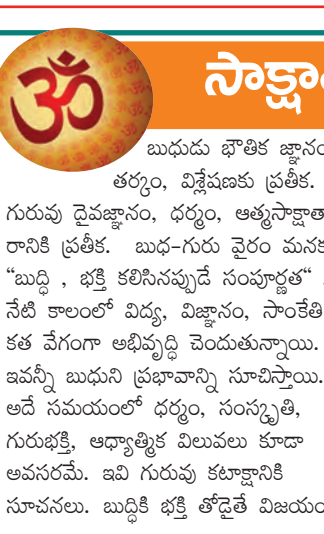 ॐ
సాక్షా
బుధుడు భౌతిక జ్ఞానం
తర్కం, విశ్లేషణకు ప్రతీక.
గురువు దైవజ్ఞానం, ధర్మం, ఆత్మసాక్షాత్
రానికి ప్రతీక. బుధ-గురు వైరం మనక
“బుద్ధి , భక్తి కలిసినప్పుడే సంపూర్ణత“
నేటి కాలంలో విద్య, విజ్ఞానం, సాంకేతి
కత వేగంగా అభివృద్ధి చెందుతున్నాయి.
ఇవన్నీ బుధుని ప్రభావాన్ని సూచిస్తాయి.
అదే సమయంలో ధర్మం, సంస్కృతి,
గురుభక్తి, ఆధ్యాత్మిక విలువలు కూడా
అవసరమే. ఇవి గురువు కటాక్షానికి
సూచనలు. బుద్ధికి భక్తి తోడైతే విజయం